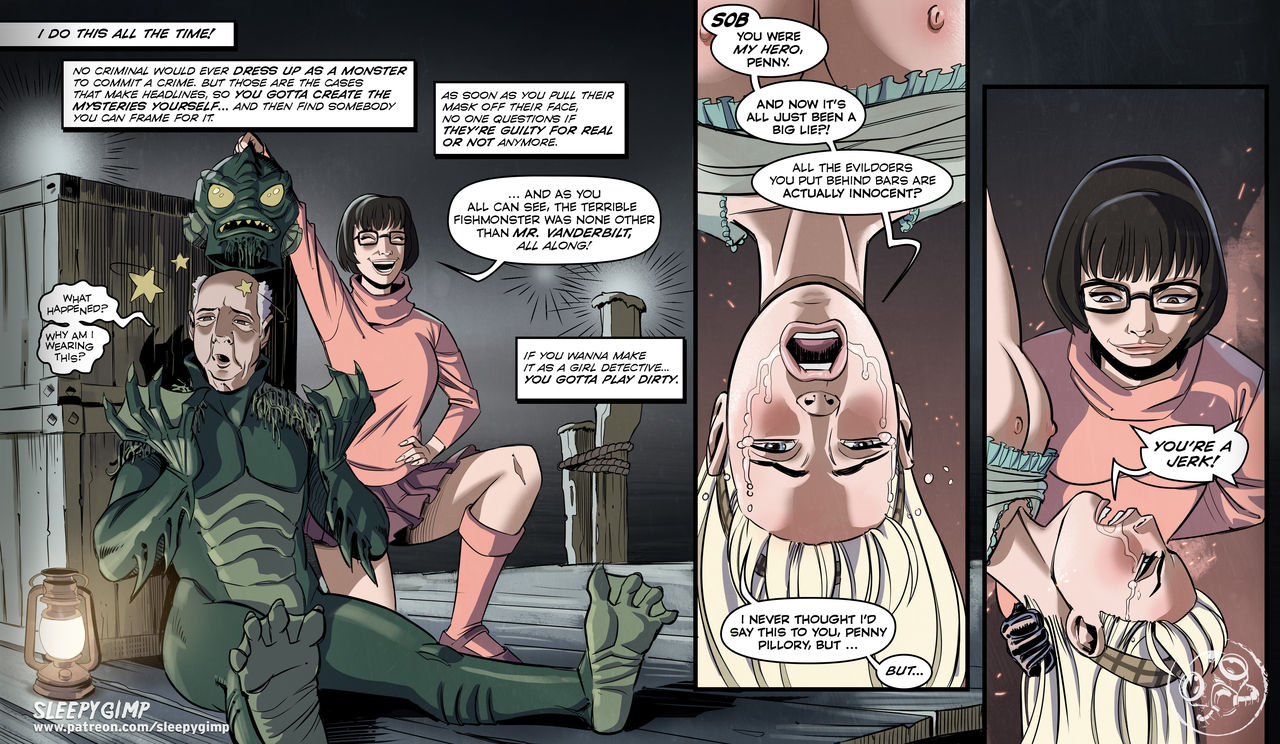 I DO THIS ALL THE TIME!
NO CRIMINAL WOULD EVER DRESS UP AS A MONSTER
TO COMMIT A CRIME. BUT THOSE ARE THE CASES
THAT MAKE HEADLINES, SO YOU GOTTA CREATE THE
MYSTERIES YOURSELF... AND THEN FIND SOMEBODY
YOU CAN FRAME FOR IT.
AS SOON AS YOU PULL THEIR
MASK OFF THEIR FACE,
NO ONE QUESTIONS IF
THEY'RE GUILTY FOR REAL
OR NOT ANYMORE.
... AND AS YOU
ALL CAN SEE, THE TERRIBLE
FISHMONSTER WAS NONE OTHER
THAN MR. VANDERBILT,
ALL ALONG!
WHAT
HAPPENED?
WHY AM I
WEARING
THIS?
IF YOU WANNA MAKE
IT AS A GIRL DETECTIVE...
YOU GOTTA PLAY DIRTY.
SLEEPYGIMP
www.patreon.com/sleepygimp
SOB
YOU WERE
MY HERO,
PENNY.
AND NOW IT'S
ALL JUST BEEN A
BIG LIE?!
ALL THE EVILDOERS
YOU PUT BEHIND BARS ARE
ACTUALLY INNOCENT?
I NEVER THOUGHT I'D
SAY THIS TO YOU, PENNY
PILLORY, BUT ...
BUT...
YOU'RE A
JERK!